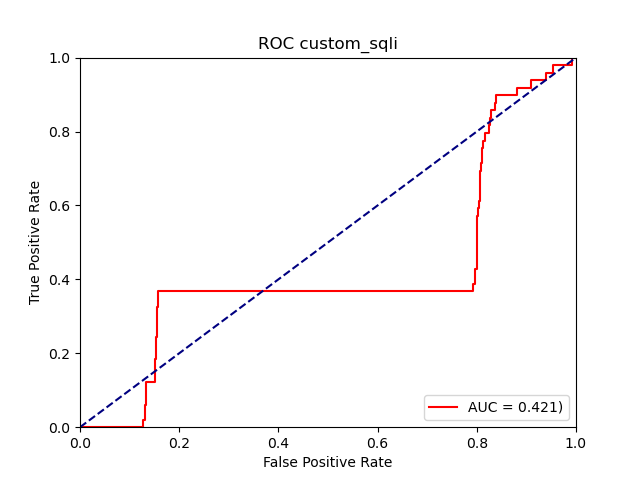 ROC custom_sqli
1.0
0.8
0.6
0.4
0.2
0.0
True Positive Rate
AUC = 0.421)
0.0 0.2 0.4 0.6 0.8 1.0
False Positive Rate